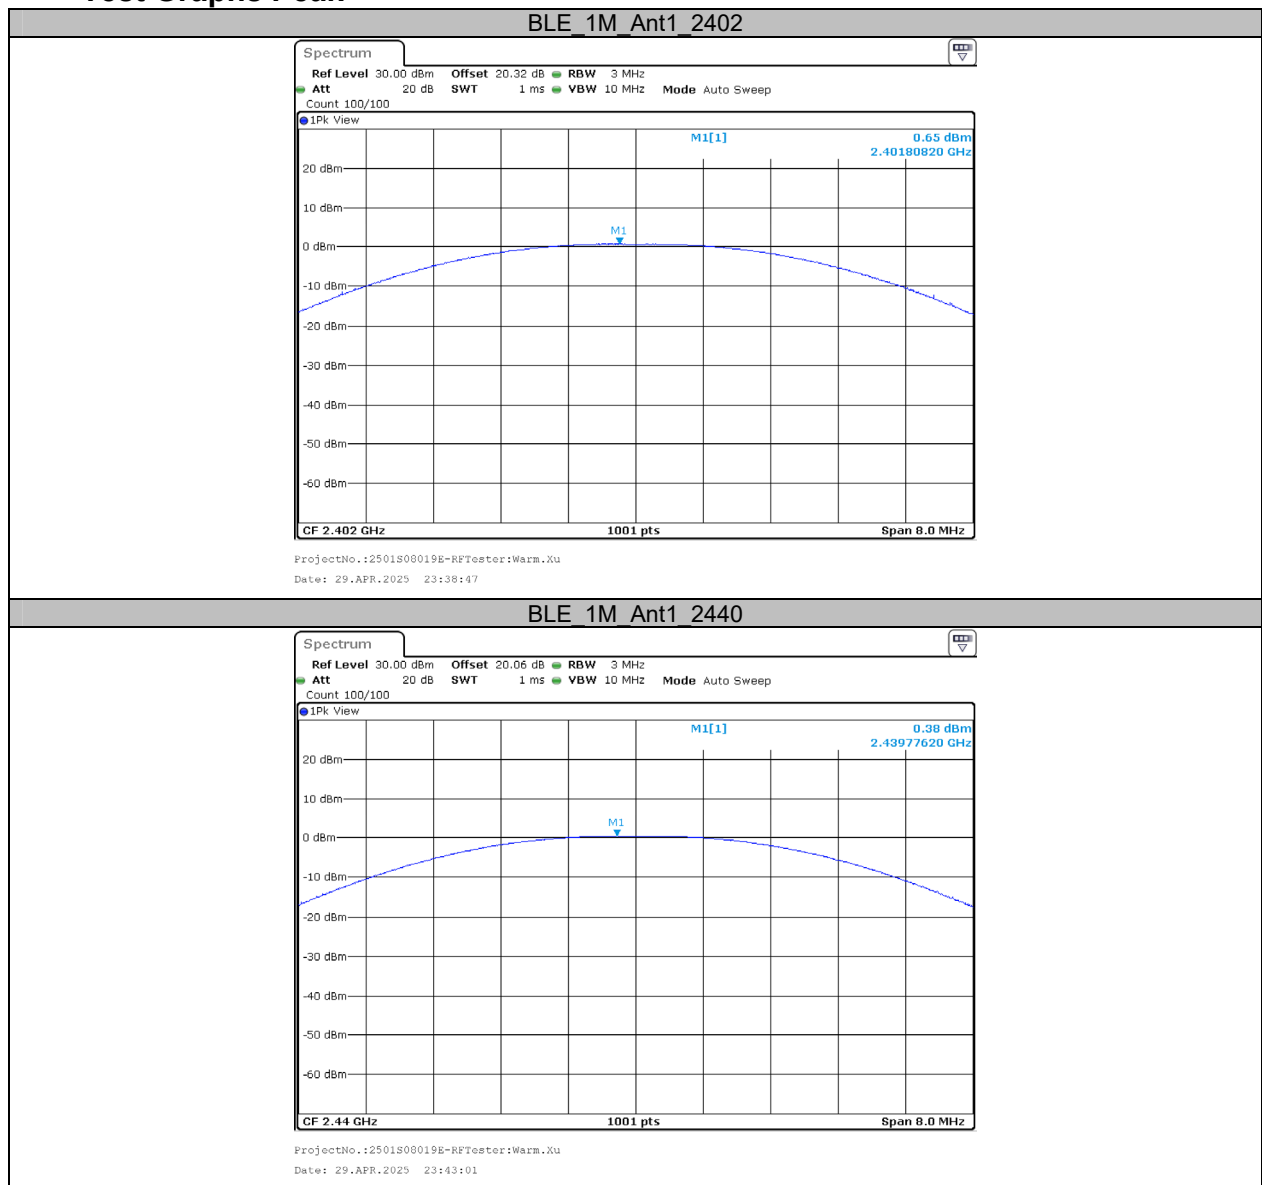 Test Graphs Peak
BLE_1M_Ant1_2402
Spectrum
Ref Level 30.00 dBm Offset 20.32 dB RBW 3 MHz
Att 20 dB SWT 1 ms VBW 10 MHz Mode Auto Sweep
Count 100/100
1Pk View
M1[1] 0.65 dBm
2.40180820 GHz
20 dBm
10 dBm
M1
0 dBm
-10 dBm
-20 dBm
-30 dBm
-40 dBm
-50 dBm
-60 dBm
CF 2.402 GHz 1001 pts Span 8.0 MHz
ProjectNo.:2501S08019E-RFTester:Warm.Xu
Date: 29.APR.2025 23:38:47
BLE_1M_Ant1_2440
Spectrum
Ref Level 30.00 dBm Offset 20.06 dB RBW 3 MHz
Att 20 dB SWT 1 ms VBW 10 MHz Mode Auto Sweep
Count 100/100
1Pk View
M1[1] 0.38 dBm
2.43977620 GHz
20 dBm
10 dBm
M1
0 dBm
-10 dBm
-20 dBm
-30 dBm
-40 dBm
-50 dBm
-60 dBm
CF 2.44 GHz 1001 pts Span 8.0 MHz
ProjectNo.:2501S08019E-RFTester:Warm.Xu
Date: 29.APR.2025 23:43:01